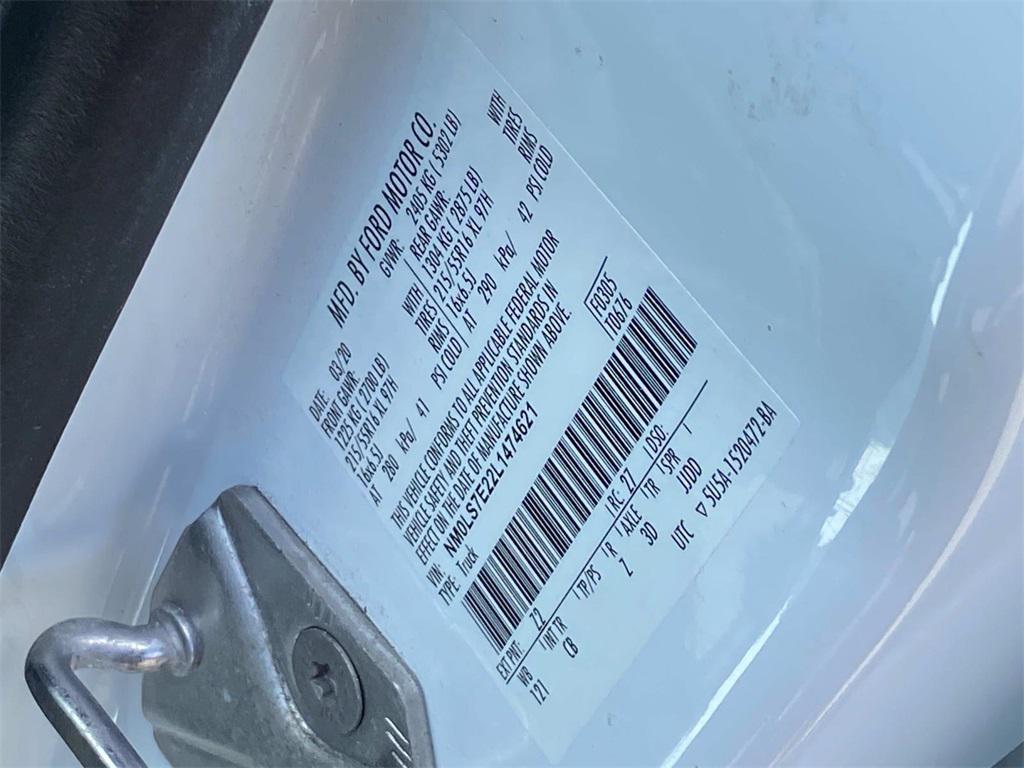 MFD. BY FORD MOTOR CO.
DATE: 03/20 GVWR: 2405 KG ( 5302 LB)
FRONT GAWR: REAR GAWR:
1225 KG ( 2700 LB) WITH 1304 KG ( 2875 LB) WITH
215/55R16 XL 97H TIRES 215/55R16 XL 97H TIRES
16x6.5J RIMS 16x6.5J RIMS
AT 280 kPa/ 41 PSI COLD AT 290 kPa/ 42 PSI COLD
THIS VEHICLE CONFORMS TO ALL APPLICABLE FEDERAL MOTOR
VEHICLE SAFETY AND THEFT PREVENTION STANDARDS IN
EFFECT ON THE DATE OF MANUFACTURE SHOWN ABOVE.
VIN: NM0LS7E22L1474621 F0305
TYPE: Truck T0676
EXT PNT: Z2 RC: 27 DSO:
WB INT TR TP/PS R AXLE TR SPR
121 CB Z 3D JJDD
UTC ▽ 5U5A-1520472-BA